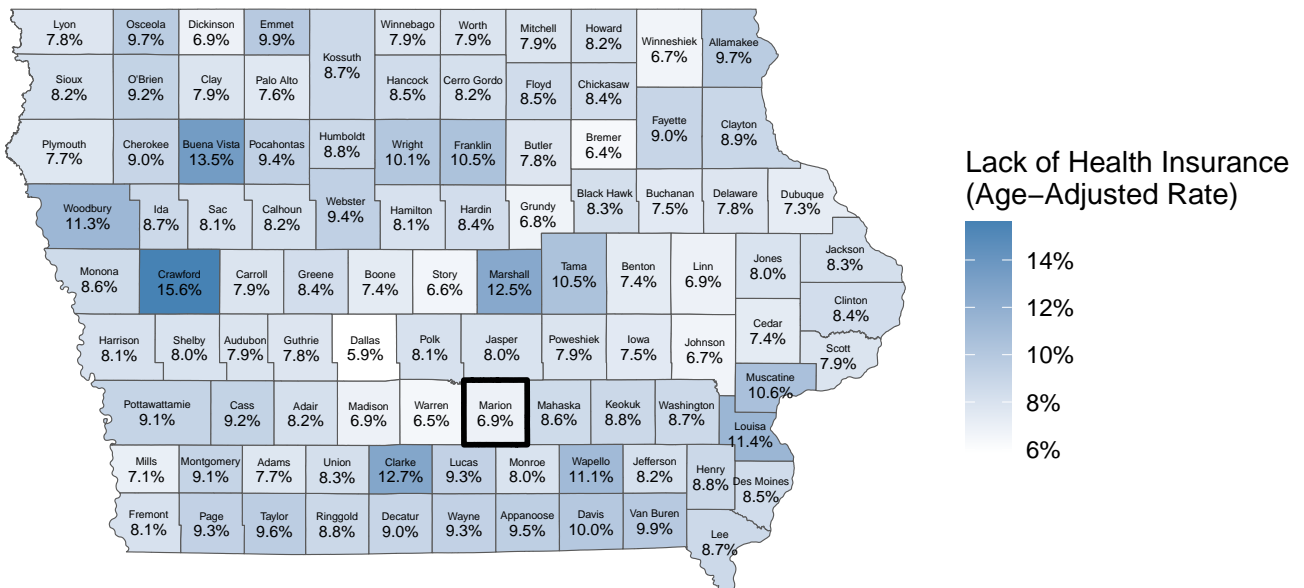 Lyon
7.8%
Osceola
9.7%
Dickinson
6.9%
Emmet
9.9%
Kossuth
8.7%
Winnebago
7.9%
Worth
7.9%
Mitchell
7.9%
Howard
8.2%
Winneshiek
6.7%
Allamakee
9.7%
Sioux
8.2%
O'Brien
9.2%
Clay
7.9%
Palo Alto
7.6%
Hancock
8.5%
Cerro Gordo
8.2%
Floyd
8.5%
Chickasaw
8.4%
Fayette
9.0%
Clayton
8.9%
Plymouth
7.7%
Cherokee
9.0%
Buena Vista
13.5%
Pocahontas
9.4%
Humboldt
8.8%
Wright
10.1%
Franklin
10.5%
Butler
7.8%
Bremer
6.4%
Woodbury
11.3%
Ida
8.7%
Sac
8.1%
Calhoun
8.2%
Webster
9.4%
Hamilton
8.1%
Hardin
8.4%
Grundy
6.8%
Black Hawk
8.3%
Buchanan
7.5%
Delaware
7.8%
Dubuque
7.3%
Monona
8.6%
Crawford
15.6%
Carroll
7.9%
Greene
8.4%
Boone
7.4%
Story
6.6%
Marshall
12.5%
Tama
10.5%
Benton
7.4%
Linn
6.9%
Jones
8.0%
Jackson
8.3%
Clinton
8.4%
Harrison
8.1%
Shelby
8.0%
Audubon
7.9%
Guthrie
7.8%
Dallas
5.9%
Polk
8.1%
Jasper
8.0%
Poweshiek
7.9%
Iowa
7.5%
Johnson
6.7%
Cedar
7.4%
Scott
7.9%
Muscatine
10.6%
Pottawattamie
9.1%
Cass
9.2%
Adair
8.2%
Madison
6.9%
Warren
6.5%
Marion
6.9%
Mahaska
8.6%
Keokuk
8.8%
Washington
8.7%
Louisa
11.4%
Mills
7.1%
Montgomery
9.1%
Adams
7.7%
Union
8.3%
Clarke
12.7%
Lucas
9.3%
Monroe
8.0%
Wapello
11.1%
Jefferson
8.2%
Henry
8.8%
Des Moines
8.5%
Fremont
8.1%
Page
9.3%
Taylor
9.6%
Ringgold
8.8%
Decatur
9.0%
Wayne
9.3%
Appanoose
9.5%
Davis
10.0%
Van Buren
9.9%
Lee
8.7%
Lack of Health Insurance
(Age−Adjusted Rate)
14%
12%
10%
8%
6%